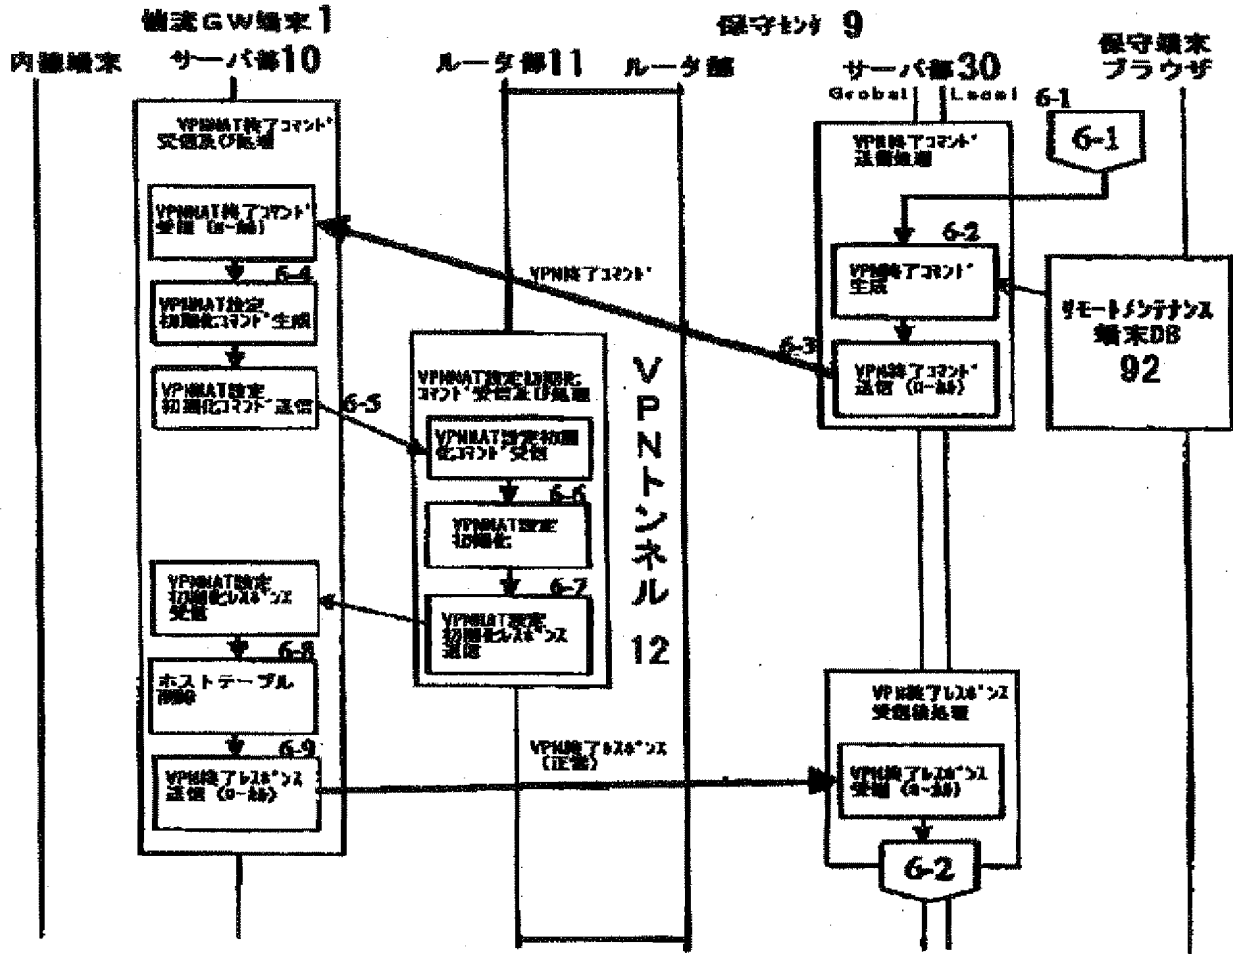 GW端末1
保守センタ 9
内線端末
サーバ部10
ルータ部11
ルータ部
サーバ部30
保守端末
ブラウザ
Grobal
Local
6-1
6-1
VPNNAT終了コマンド
受信及び処理
VPNNAT終了コマンド
受信 (ローカル)
6-4
VPNNAT設定
初期化コマンド生成
VPNNAT設定
初期化コマンド送信
6-5
VPN終了コマンド
VPN終了コマンド
送信処理
6-2
VPN終了コマンド
生成
6-3
VPN終了コマンド
送信 (ローカル)
リモートメンテナンス
端末DB
92
VPNNAT設定初期化
コマンド受信及び処理
VPNNAT設定初期
化コマンド受信
6-6
VPNNAT設定
初期化
6-7
VPNNAT設定
初期化レスポンス
送信
VPNトンネル
12
VPNNAT設定
初期化レスポンス
受信
6-8
ホストテーブル
削除
6-9
VPN終了レスポンス
送信 (ローカル)
VPN終了レスポンス
(正常)
VPN終了レスポンス
受信後処理
VPN終了レスポンス
受信 (ローカル)
6-2